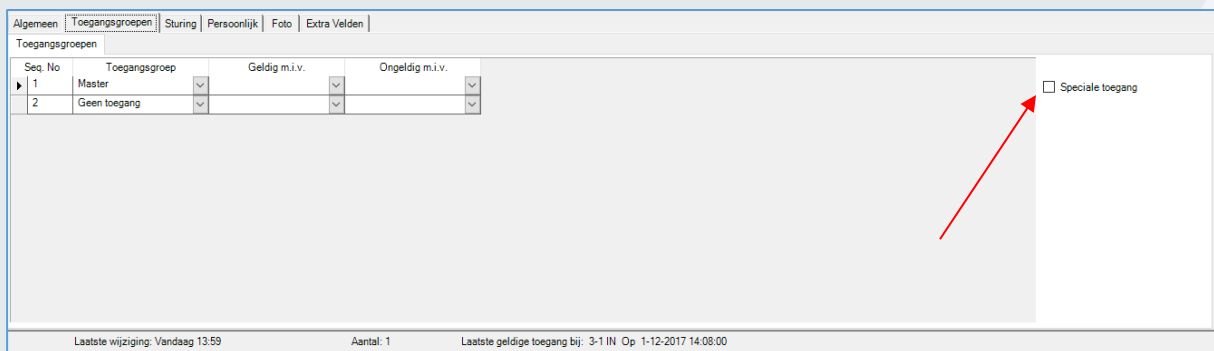 Algemeen Toegangsgroepen Sturing Persoonlijk Foto Extra Velden
Toegangsgroepen
Seq. No Toegangsgroep Geldig m.i.v. Ongeldig m.i.v.
1 Master
Speciale toegang
2 Geen toegang
Laatste wijziging: Vandaag 13:59 Aantal: 1 Laatste geldige toegang bij: 3-1 IN Op 1-12-2017 14:08:00